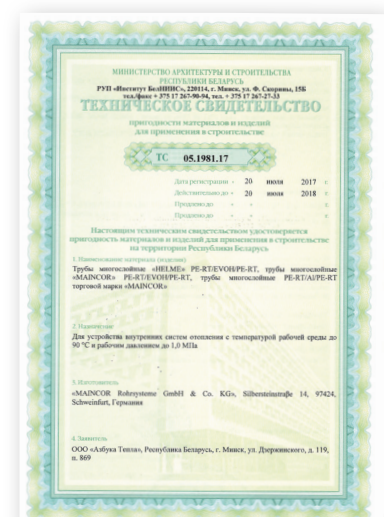 МИНИСТЕРСТВО АРХИТЕКТУРЫ И СТРОИТЕЛЬСТВА
РЕСПУБЛИКИ БЕЛАРУСЬ
РУП «Институт БелНИИС», 220114, г. Минск, ул. Ф. Скорины, 15Б
тел./факс + 375 17 267-90-94, тел. + 375 17 267-27-33
ТЕХНИЧЕСКОЕ СВИДЕТЕЛЬСТВО
пригодности материалов и изделий
для применения в строительстве
ТС 05.1981.17
Дата регистрации « 20 июля 2017 г.
Действительно до « 20 июля 2018 г.
Продлено до « » г.
Продлено до « » г.
Настоящим техническим свидетельством удостоверяется
пригодность материалов и изделий для применения в строительстве
на территории Республики Беларусь
1. Наименование материала (изделия)
Трубы многослойные «HELME» PE-RT/EVOH/PE-RT, трубы многослойные
«MAINCOR» PE-RT/EVOH/PE-RT, трубы многослойные PE-RT/Al/PE-RT
торговой марки «MAINCOR»
2. Назначение
Для устройства внутренних систем отопления с температурой рабочей среды до
90 °С и рабочим давлением до 1,0 МПа
3. Изготовитель
«MAINCOR Rohrsysteme GmbH & Co. KG», Silbersteinstraße 14, 97424,
Schweinfurt, Германия
4. Заявитель
ООО «Азбука Тепла», Республика Беларусь, г. Минск, ул. Дзержинского, д. 119,
п. 869